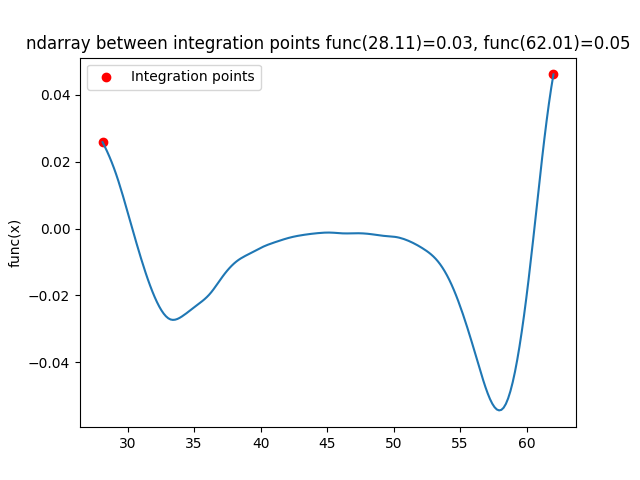 ndarray between integration points func(28.11)=0.03, func(62.01)=0.05
Integration points
0.04
0.02
0.00
−0.02
−0.04
func(x)
30 35 40 45 50 55 60